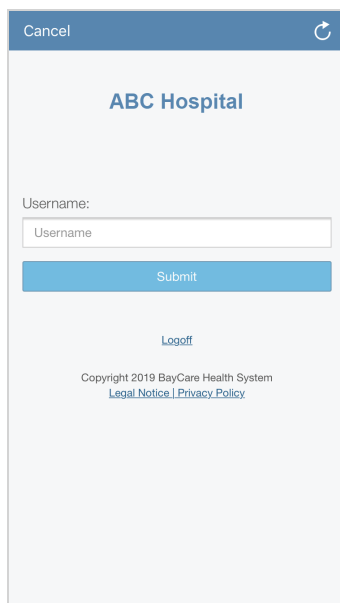 Cancel
ABC Hospital
Username:
Username
Submit
Logoff
Copyright 2019 BayCare Health System
Legal Notice | Privacy Policy